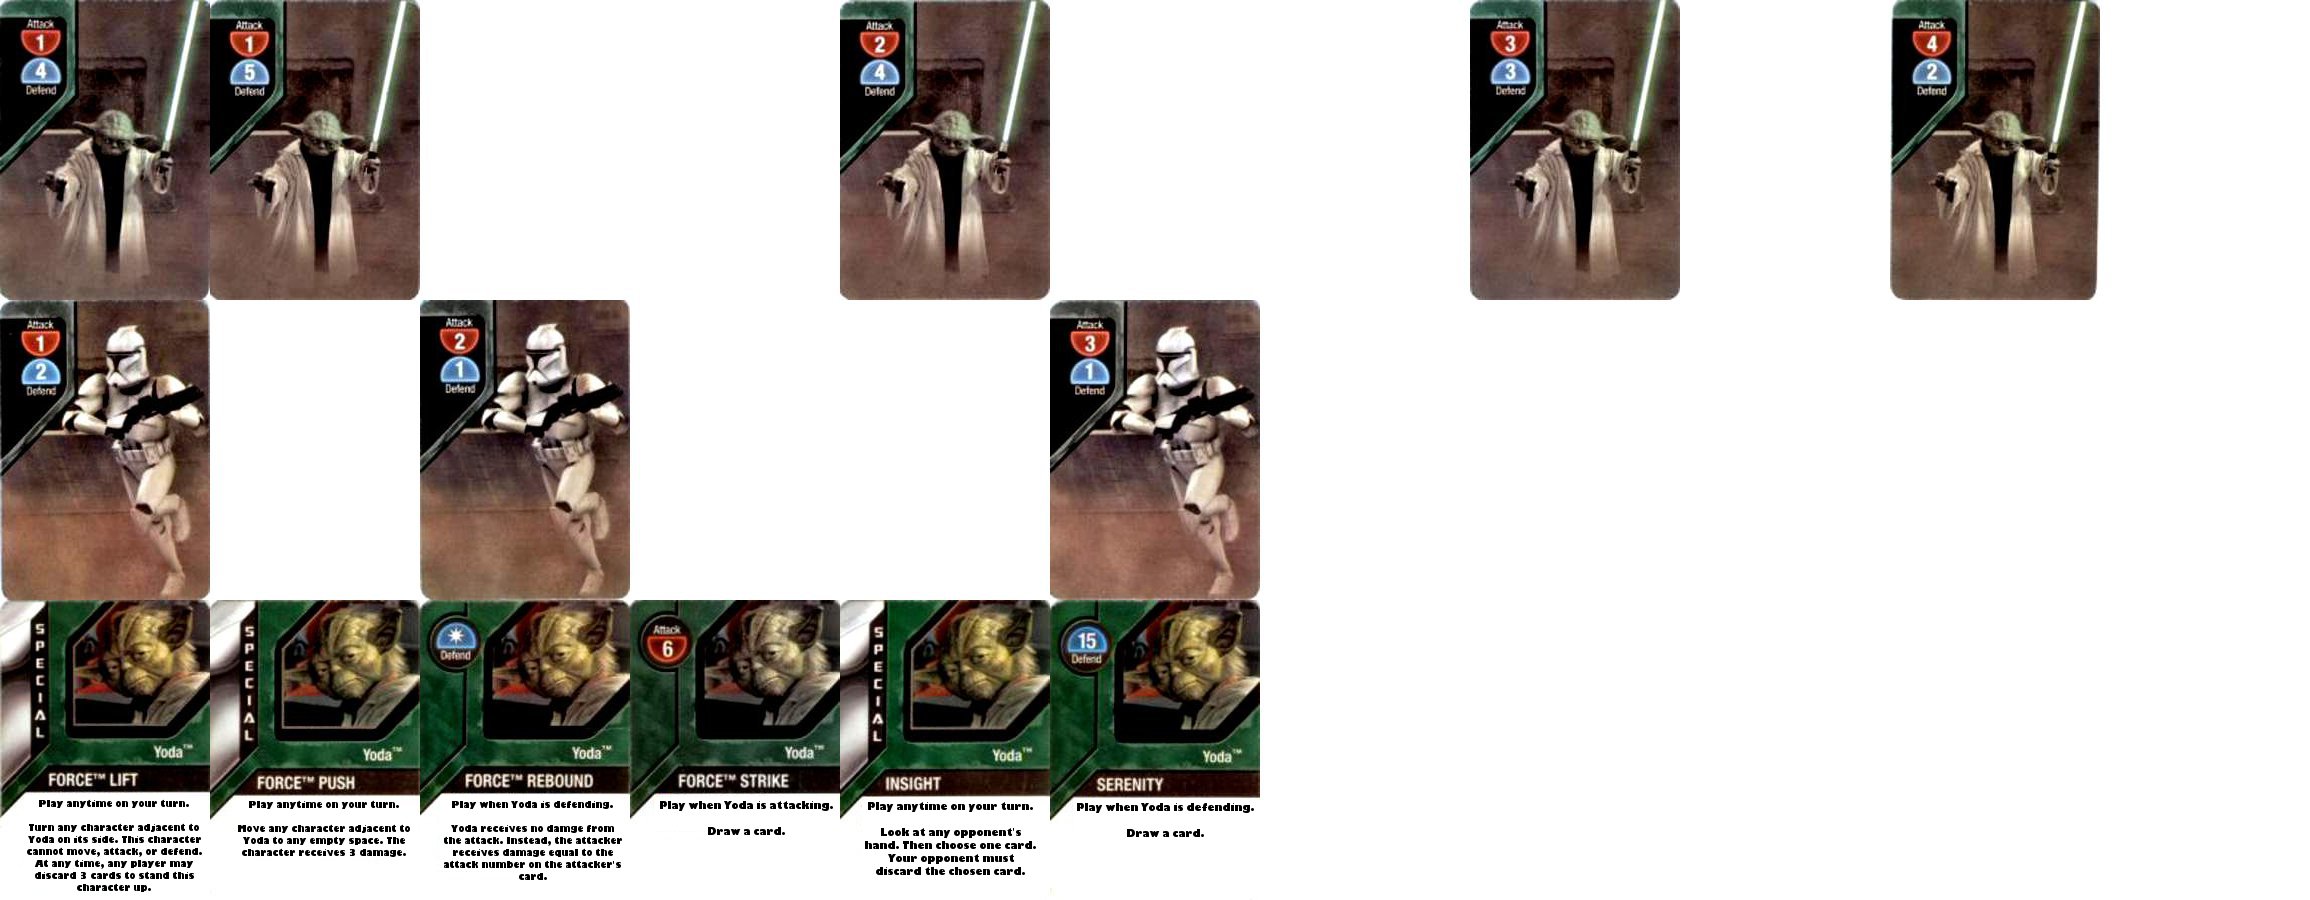 Attack
1
4
Defend
Attack
1
5
Defend
Attack
2
4
Defend
Attack
3
3
Defend
Attack
4
2
Defend
Attack
1
2
Defend
Attack
2
1
Defend
Attack
3
1
Defend
SPECIAL
Yoda™
FORCE™ LIFT
Play anytime on your turn.
Turn any character adjacent to
Yoda on its side. This character
cannot move, attack, or defend.
At any time, any player may
discard 3 cards to stand this
character up.
SPECIAL
Yoda™
FORCE™ PUSH
Play anytime on your turn.
Move any character adjacent to
Yoda to any empty space. The
character receives 3 damage.
Defend
Yoda™
FORCE™ REBOUND
Play when Yoda is defending.
Yoda receives no damge from
the attack. Instead, the attacker
receives damage equal to the
attack number on the attacker's
card.
Attack
6
Yoda™
FORCE™ STRIKE
Play when Yoda is attacking.
Draw a card.
SPECIAL
Yoda™
INSIGHT
Play anytime on your turn.
Look at any opponent's
hand. Then choose one card.
Your opponent must
discard the chosen card.
15
Defend
Yoda™
SERENITY
Play when Yoda is defending.
Draw a card.